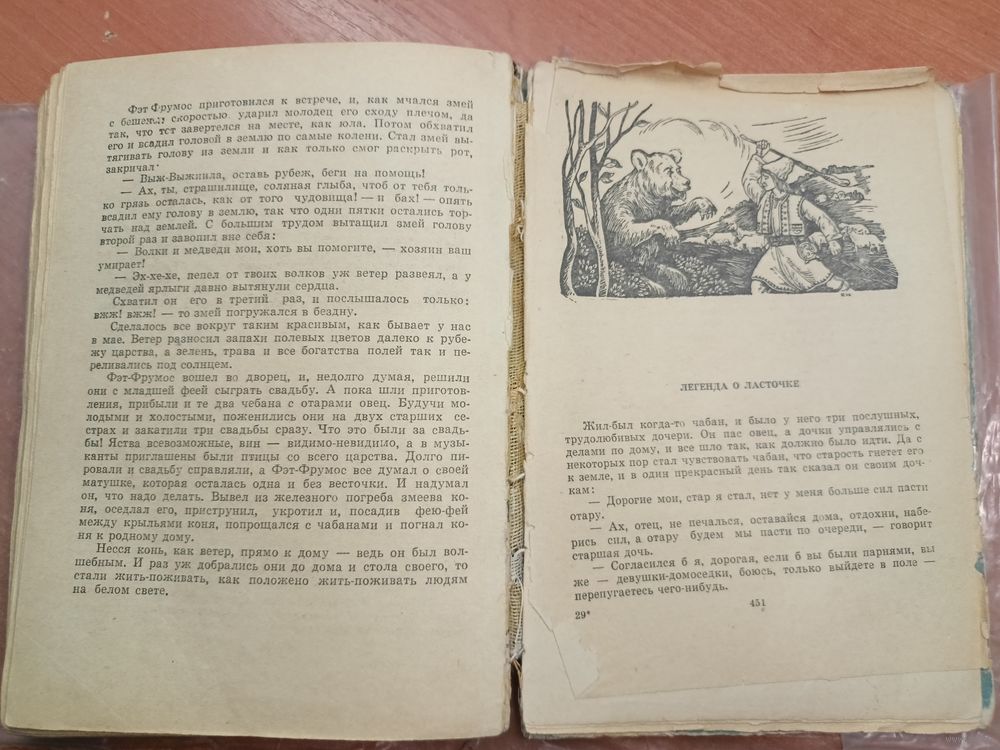 Фэт Фрумос приготовился к встрече, и, как мчался змей
с бешеной скоростью ударил молодец его сходу плечом, да
так, что тот завертелся на месте, как юла. Потом обхватил
его и всадил головой в землю по самые колени. Стал змей вы-
тягивать голову из земли и как только смог раскрыть рот,
закричал·
— Выж-Выжиила, оставь рубеж, беги на помощь!
— Ах, ты, страшилище, соляная глыба, чтоб от тебя толь-
ко грязь осталась, как от того чудовища! — и бах! — опять
всадил ему голову в землю, так что одни пятки остались тор-
чать над землей. С большим трудом вытащил змей голову
второй раз и завопил вне себя:
— Волки и медведи мои, хоть вы помогите, — хозяин ваш
умирает!
— Эх-хе-хе, пепел от твоих волков уж ветер развеял, а у
медведей ярлыги давно вытянули сердца.
Схватил он его в третий раз, и послышалось только:
вжж! вжж! — то змей погружался в бездну.
Сделалось все вокруг таким красивым, как бывает у нас
в мае. Ветер разносил запахи полевых цветов далеко к рубе-
жу царства, а зелень, трава и все богатства полей так и пе-
реливались под солнцем.
Фэт-Фрумос вошел во дворец, и, недолго думая, решили
они с младшей феей сыграть свадьбу. А пока шли приготов-
ления, прибыли и те два чебана с отарами овец. Будучи мо-
лодыми и холостыми, поженились они на двух старших се-
страх и закатили три свадьбы сразу. Что это были за свадь-
бы! Яства всевозможные, вин — видимо-невидимо, а в музы-
канты приглашены были птицы со всего царства. Долго пи-
ровали и свадьбу справляли, а Фэт-Фрумос все думал о своей
матушке, которая осталась одна и без весточки. И надумал
он, что надо делать. Вывел из железного погреба змеева ко-
ня, оседлал его, приструнил, укротил и, посадив фею-фей
между крыльями коня, попрощался с чабанами и погнал ко-
ня к родному дому.
Несся конь, как ветер, прямо к дому — ведь он был вол-
шебным. И раз уж добрались они до дома и стола своего, то
стали жить-поживать, как положено жить-поживать людям
на белом свете.
ЛЕГЕНДА О ЛАСТОЧКЕ
Жил-был когда-то чабан, и было у него три послушных,
трудолюбивых дочери. Он пас овец, а дочки управлялись с
делами по дому, и все шло так, как должно было идти. Да с
некоторых пор стал чувствовать чабан, что старость гнетет его
к земле, и в один прекрасный день так сказал он своим доч-
кам:
— Дорогие мои, стар я стал, нет у меня больше сил пасти
отару.
— Ах, отец, не печалься, оставайся дома, отдохни, набе-
рись сил, а отару будем мы пасти по очереди, — говорит
старшая дочь.
— Согласился б я, дорогая, если б вы были парнями, вы
же — девушки-домоседки, боюсь, только выйдете в поле —
перепугаетесь чего-нибудь.
451
29*